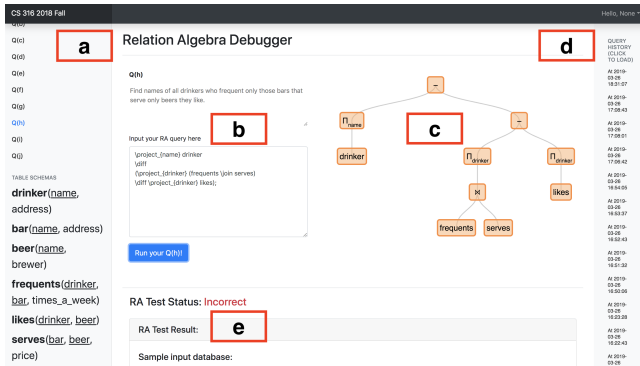 CS 316 2018 Fall
Hello, None
Q(c)
Q(d)
Q(e)
Q(f)
Q(g)
Q(h)
Q(i)
Q(j)
TABLE SCHEMAS
drinker(name,
address)
bar(name, address)
beer(name,
brewer)
frequents(drinker,
bar, times_a_week)
likes(drinker, beer)
serves(bar, beer,
price)
a
Relation Algebra Debugger
Q(h)
Find names of all drinkers who frequent only those bars that
serve only beers they like.
b
Input your RA query here
\project_{name} drinker
\diff
(\project_{drinker} (frequents \join serves)
\diff \project_{drinker} likes);
Run your Q(h)!
c
−
∏name
−
drinker
∏drinker
∏drinker
⋈
likes
frequents
serves
RA Test Status: Incorrect
RA Test Result:
e
Sample input database:
d
QUERY
HISTORY
(CLICK
TO LOAD)
At 2019-
03-26
18:31:07
At 2019-
03-26
17:08:43
At 2019-
03-26
17:08:01
At 2019-
03-26
17:06:42
At 2019-
03-26
16:54:05
At 2019-
03-26
16:53:37
At 2019-
03-26
16:52:43
At 2019-
03-26
16:51:32
At 2019-
03-26
16:50:06
At 2019-
03-26
16:23:28
At 2019-
03-26
16:22:43
At 2019-
03-26